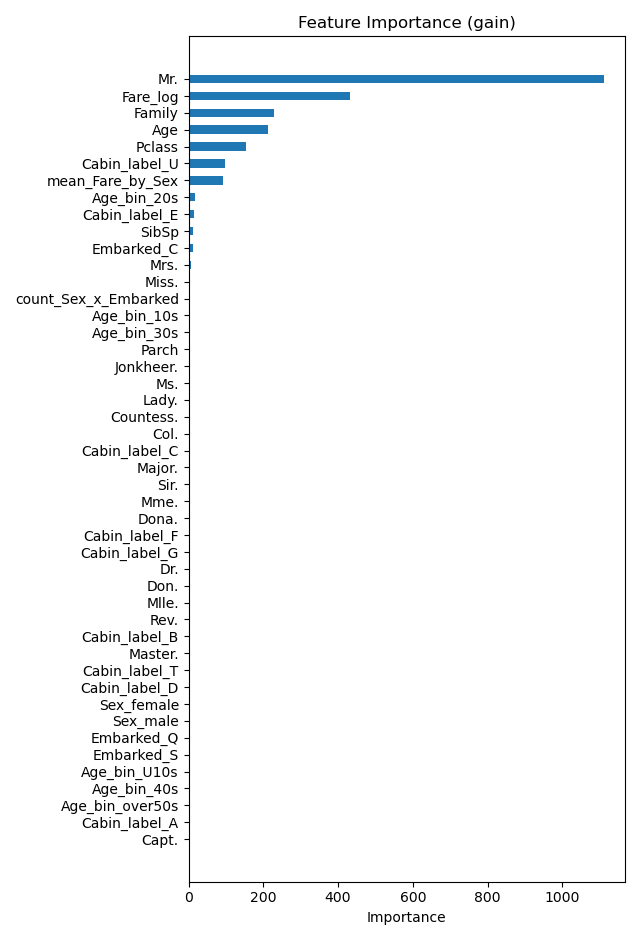 Feature Importance (gain)
Mr.
Fare_log
Family
Age
Pclass
Cabin_label_U
mean_Fare_by_Sex
Age_bin_20s
Cabin_label_E
SibSp
Embarked_C
Mrs.
Miss.
count_Sex_x_Embarked
Age_bin_10s
Age_bin_30s
Parch
Jonkheer.
Ms.
Lady.
Countess.
Col.
Cabin_label_C
Major.
Sir.
Mme.
Dona.
Cabin_label_F
Cabin_label_G
Dr.
Don.
Mlle.
Rev.
Cabin_label_B
Master.
Cabin_label_T
Cabin_label_D
Sex_female
Sex_male
Embarked_Q
Embarked_S
Age_bin_U10s
Age_bin_40s
Age_bin_over50s
Cabin_label_A
Capt.
0 200 400 600 800 1000
Importance